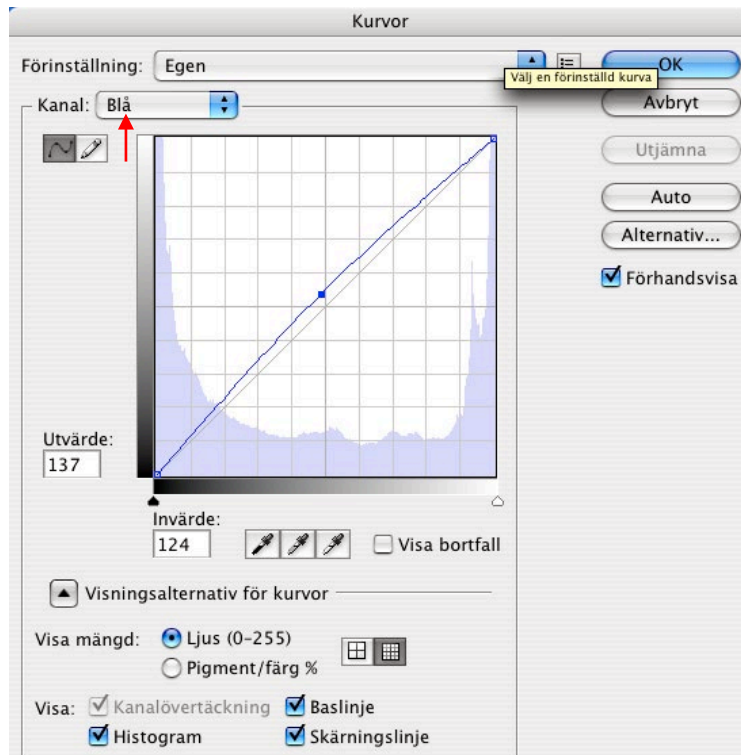 Kurvor
Förinställning: Egen
OK
Välj en förinställd kurva
Kanal: Blå
Avbryt
Utjämna
Auto
Alternativ...
Förhandsvisa
Utvärde:
137
Invärde:
124
Visa bortfall
Visningsalternativ för kurvor
Visa mängd: Ljus (0-255)
Pigment/färg %
Visa: Kanalövertäckning Baslinje
Histogram Skärningslinje